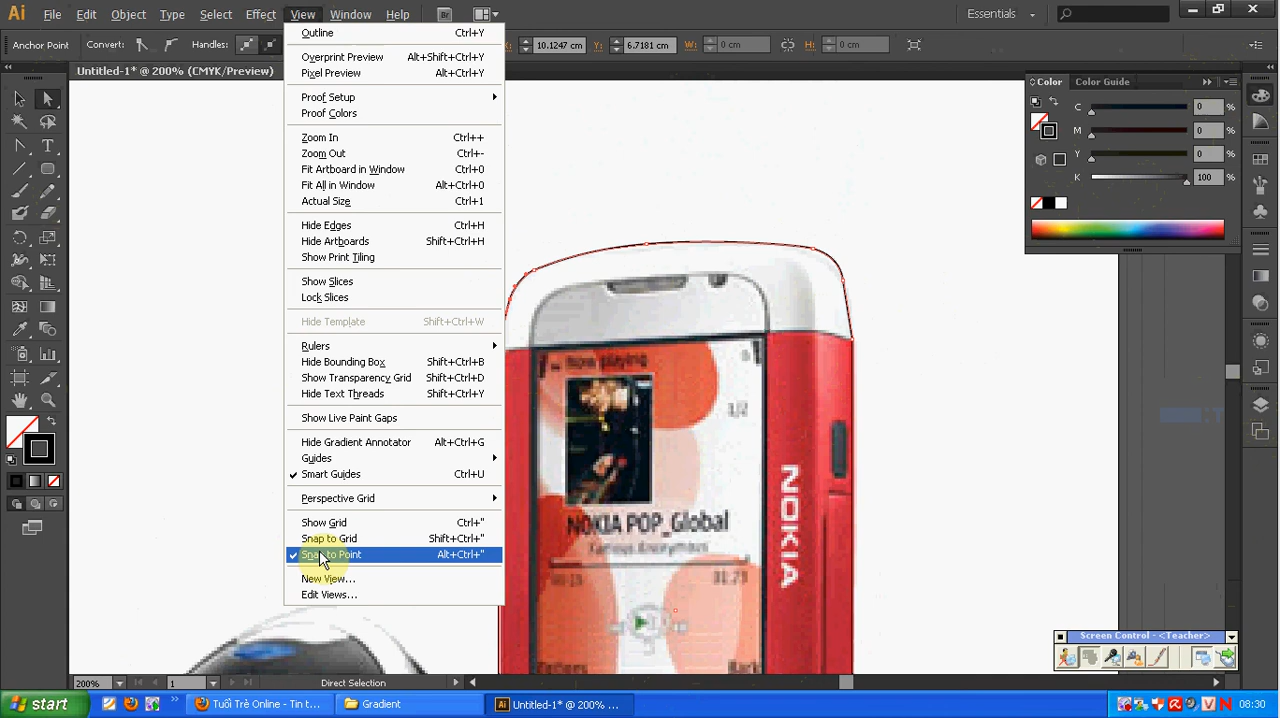 Ai File Edit Object Type Select Effect View Window Help Br Essentials
Anchor Point Convert: Handles: X: 10.1247 cm Y: 6.7181 cm W: 0 cm H: 0 cm
Untitled-1* @ 200% (CMYK/Preview)
Outline Ctrl+Y
Overprint Preview Alt+Shift+Ctrl+Y
Pixel Preview Alt+Ctrl+Y
Proof Setup
Proof Colors
Zoom In Ctrl++
Zoom Out Ctrl+-
Fit Artboard in Window Ctrl+0
Fit All in Window Alt+Ctrl+0
Actual Size Ctrl+1
Hide Edges Ctrl+H
Hide Artboards Shift+Ctrl+H
Show Print Tiling
Show Slices
Lock Slices
Hide Template Shift+Ctrl+W
Rulers
Hide Bounding Box Shift+Ctrl+B
Show Transparency Grid Shift+Ctrl+D
Hide Text Threads Shift+Ctrl+Y
Show Live Paint Gaps
Hide Gradient Annotator Alt+Ctrl+G
Guides
Smart Guides Ctrl+U
Perspective Grid
Show Grid Ctrl+"
Snap to Grid Shift+Ctrl+"
Snap to Point Alt+Ctrl+"
New View...
Edit Views...
Color Color Guide
C 0 %
M 0 %
Y 0 %
K 100 %
Now playing
1/2
NOKIA POP_Global
01:23
Back
NOKIA
Screen Control - <Teacher>
200% 1 Direct Selection
start Tuổi Trẻ Online - Tin t... Gradient Untitled-1* @ 200% ... 08:30